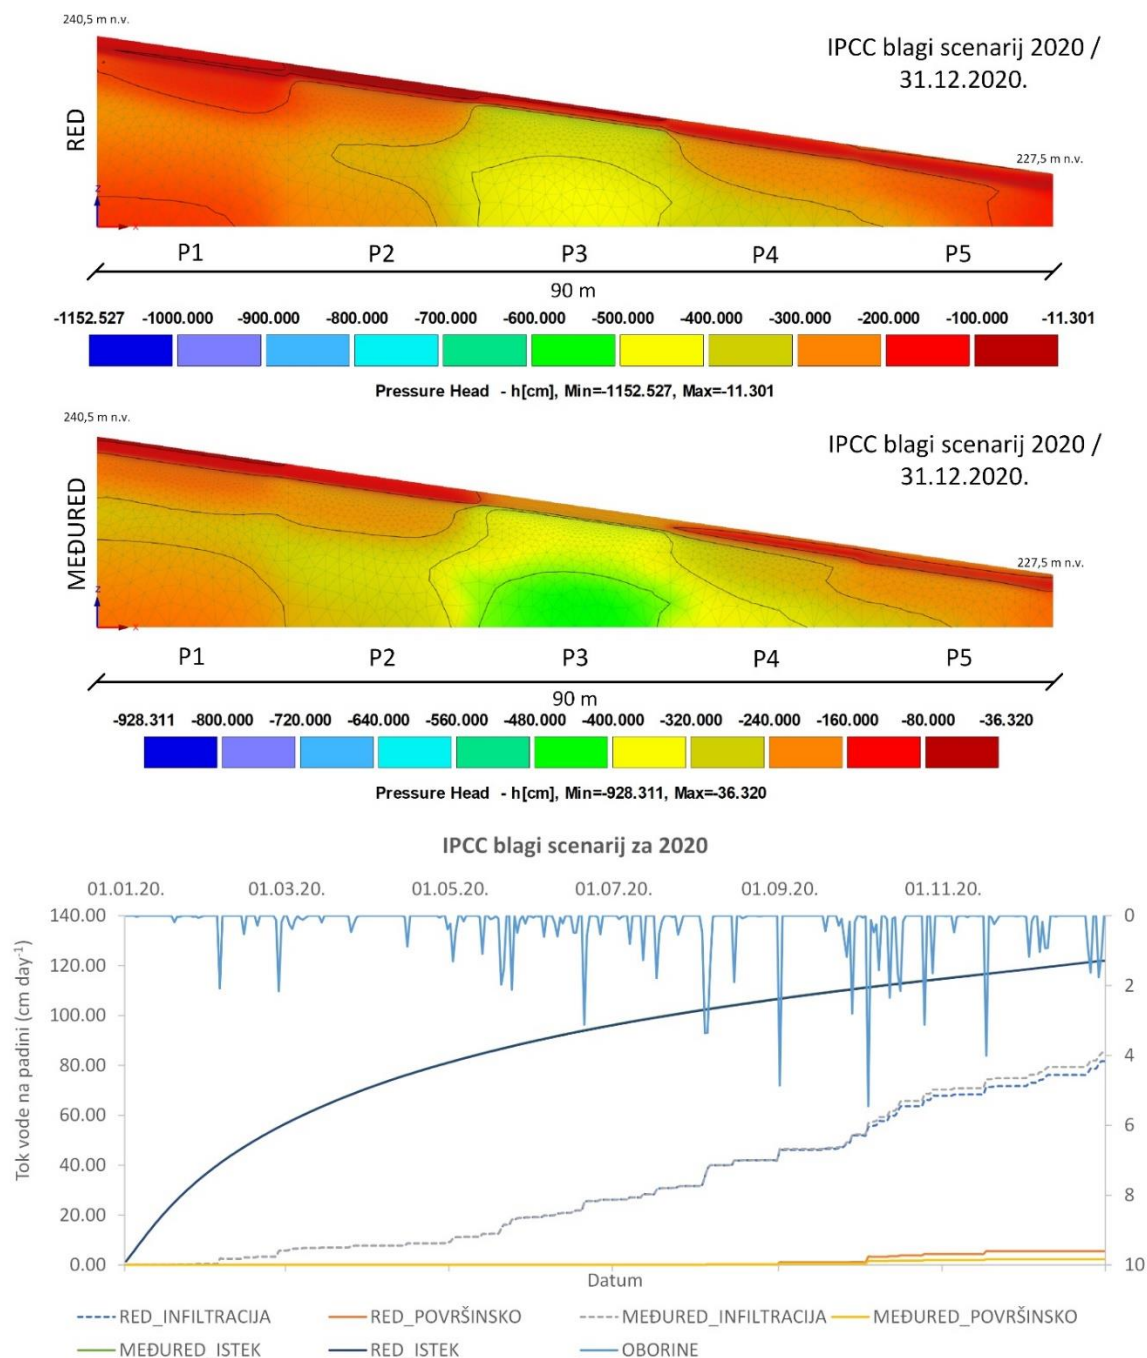 240,5 m n.v.
IPCC blagi scenarij 2020 /
31.12.2020.
RED
227,5 m n.v.
z
x
P1 P2 P3 P4 P5
90 m
-1152.527 -1000.000 -900.000 -800.000 -700.000 -600.000 -500.000 -400.000 -300.000 -200.000 -100.000 -11.301
Pressure Head - h[cm], Min=-1152.527, Max=-11.301
240,5 m n.v.
IPCC blagi scenarij 2020 /
31.12.2020.
MEĐURED
227,5 m n.v.
z
x
P1 P2 P3 P4 P5
90 m
-928.311 -800.000 -720.000 -640.000 -560.000 -480.000 -400.000 -320.000 -240.000 -160.000 -80.000 -36.320
Pressure Head - h[cm], Min=-928.311, Max=-36.320
IPCC blagi scenarij za 2020
01.01.20. 01.03.20. 01.05.20. 01.07.20. 01.09.20. 01.11.20.
Tok vode na padini (cm day⁻¹)
140.00 0
120.00
100.00 2
80.00 4
60.00 6
40.00
20.00 8
0.00 10
Datum
RED_INFILTRACIJA RED_POVRŠINSKO MEĐURED_INFILTRACIJA MEĐURED_POVRŠINSKO
MEĐURED_ISTEK RED_ISTEK OBORINE